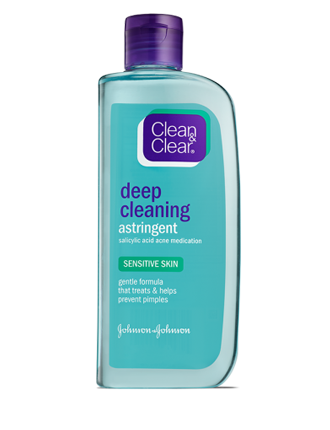 Clean &
Clear®
deep
cleaning
astringent
salicylic acid acne medication
SENSITIVE SKIN
gentle formula
that treats & helps
prevent pimples
Johnson & Johnson